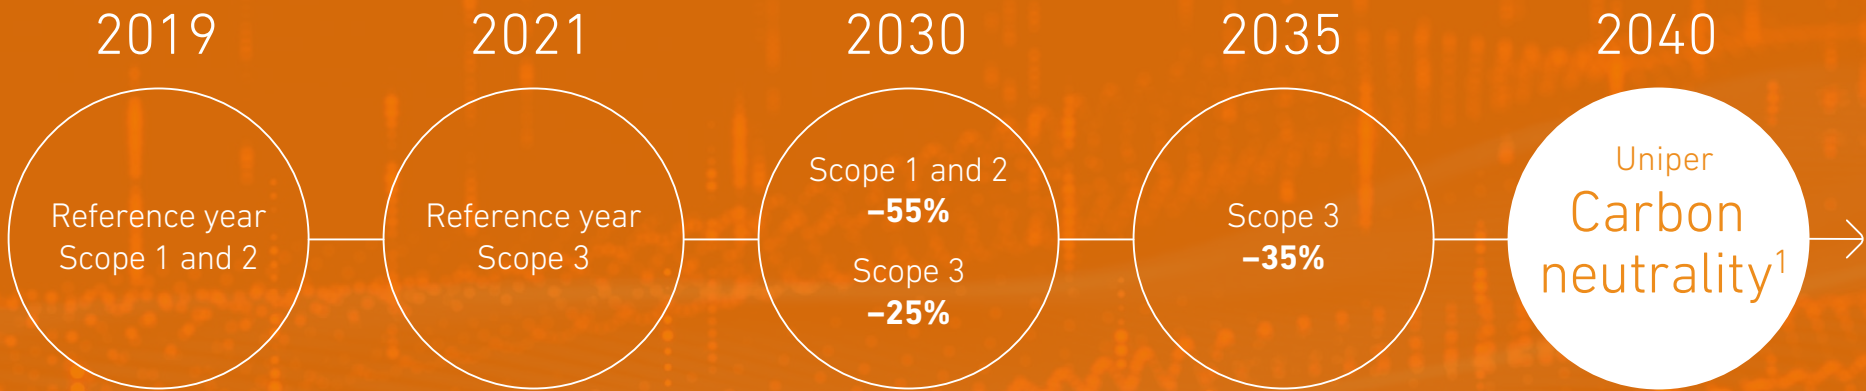 2019
Reference year
Scope 1 and 2
2021
Reference year
Scope 3
2030
Scope 1 and 2
–55%
Scope 3
–25%
2035
Scope 3
–35%
2040
Uniper
Carbon
neutrality¹